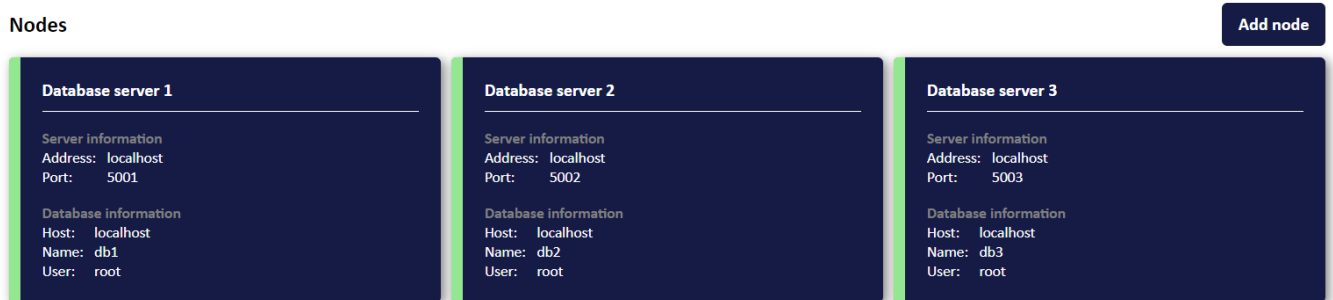 Nodes
Add node
Database server 1
Server information
Address: localhost
Port: 5001
Database information
Host: localhost
Name: db1
User: root
Database server 2
Server information
Address: localhost
Port: 5002
Database information
Host: localhost
Name: db2
User: root
Database server 3
Server information
Address: localhost
Port: 5003
Database information
Host: localhost
Name: db3
User: root